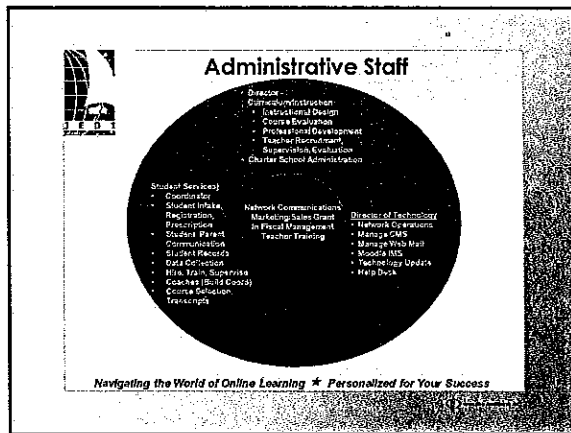 Administrative Staff
JEDI
• Director -
Curriculum/Instruction
• Instructional Design
• Course Evaluation
• Professional Development
• Teacher Recruitment,
Supervision, Evaluation
• Charter School Administration
Student Services
• Coordinator
• Student Intake,
Registration,
Prescription
• Student Parent
Communication
• Student Records
• Data Collection
• Hire, Train, Supervise
• Coaches (Build Coord)
• Course Selection,
Transcripts
Network Communications
Marketing/Sales Grant
In Fiscal Management
Teacher Training
Director of Technology
• Network Operations
• Manage CMS
• Manage Web Mail
• Moodle IMS
• Technology Update
• Help Desk
Navigating the World of Online Learning ★ Personalized for Your Success